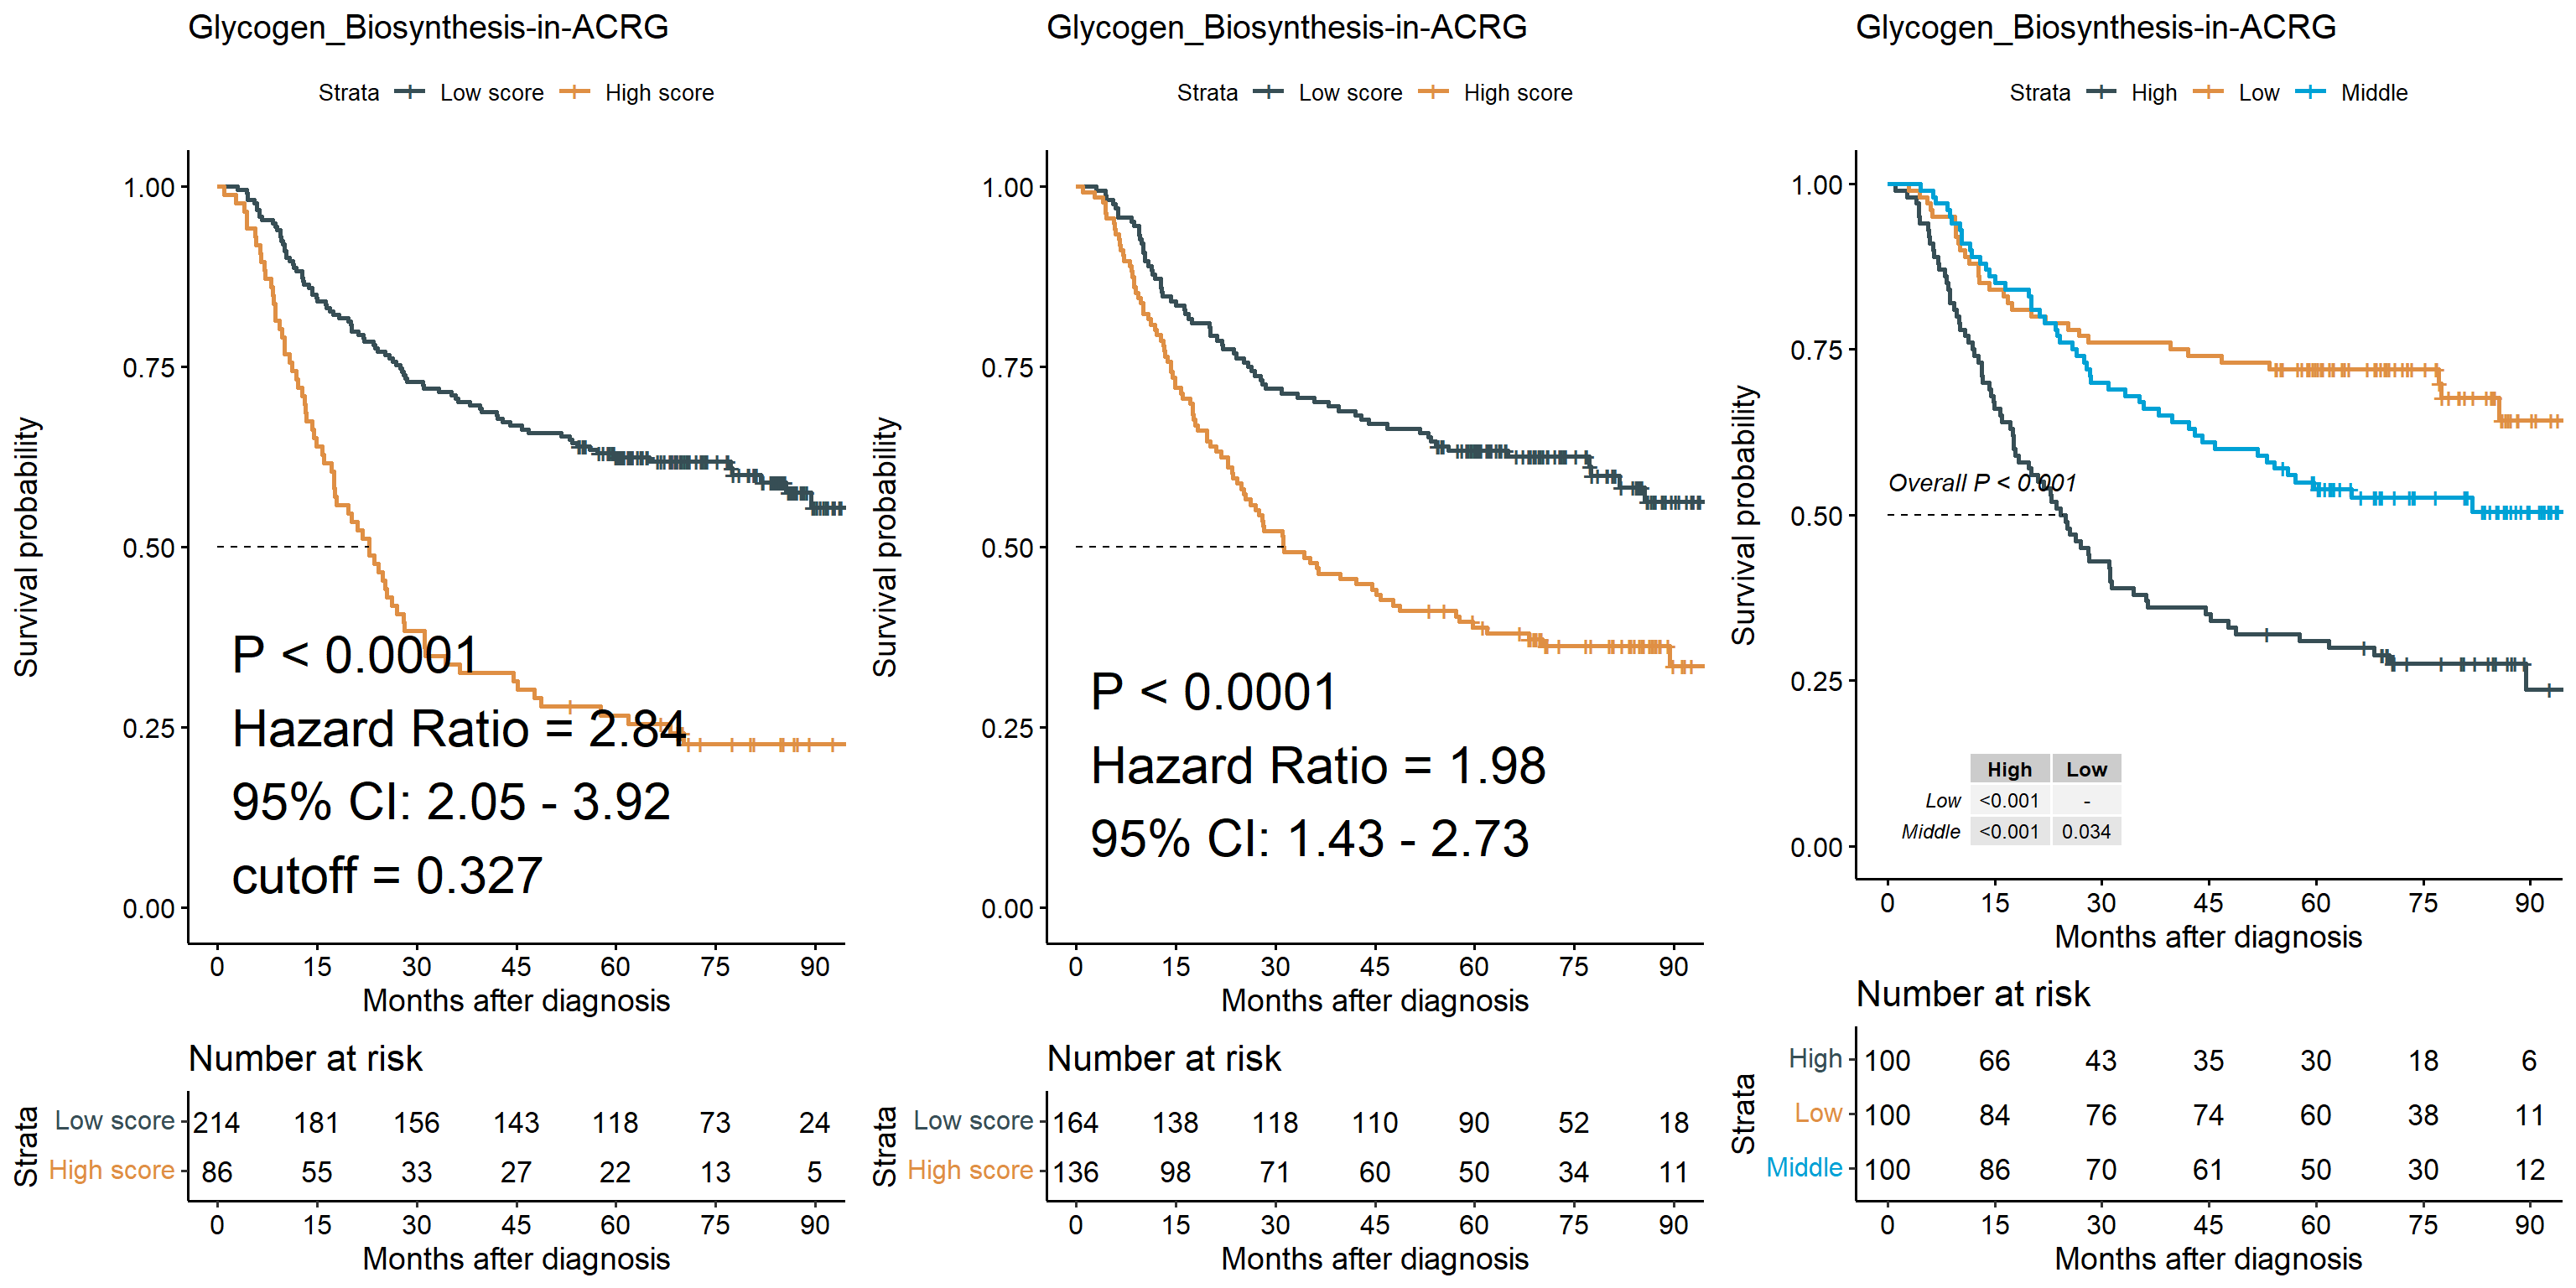 Glycogen_Biosynthesis-in-ACRG
Strata Low score High score
1.00
0.75
0.50
0.25
0.00
Survival probability
P < 0.0001
Hazard Ratio = 2.84
95% CI: 2.05 - 3.92
cutoff = 0.327
0 15 30 45 60 75 90
Months after diagnosis
Number at risk
Strata
Low score 214 181 156 143 118 73 24
High score 86 55 33 27 22 13 5
0 15 30 45 60 75 90
Months after diagnosis
Glycogen_Biosynthesis-in-ACRG
Strata Low score High score
1.00
0.75
0.50
0.25
0.00
Survival probability
P < 0.0001
Hazard Ratio = 1.98
95% CI: 1.43 - 2.73
0 15 30 45 60 75 90
Months after diagnosis
Number at risk
Strata
Low score 164 138 118 110 90 52 18
High score 136 98 71 60 50 34 11
0 15 30 45 60 75 90
Months after diagnosis
Glycogen_Biosynthesis-in-ACRG
Strata High Low Middle
1.00
0.75
0.50
0.25
0.00
Survival probability
Overall P < 0.001
High Low
Low <0.001 -
Middle <0.001 0.034
0 15 30 45 60 75 90
Months after diagnosis
Number at risk
Strata
High 100 66 43 35 30 18 6
Low 100 84 76 74 60 38 11
Middle 100 86 70 61 50 30 12
0 15 30 45 60 75 90
Months after diagnosis